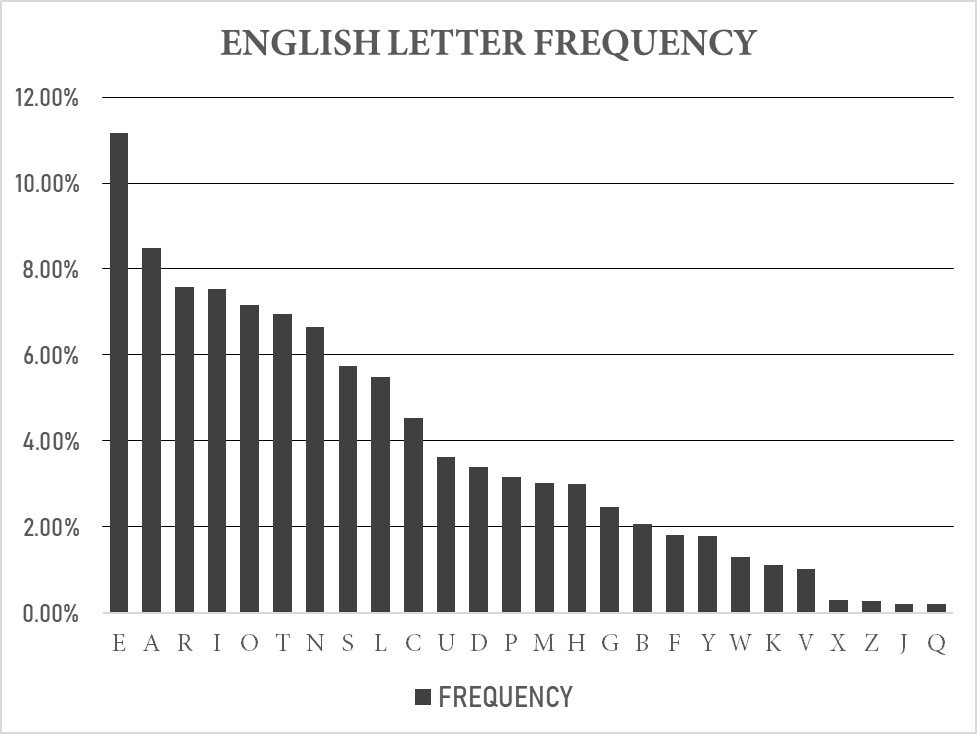 ENGLISH LETTER FREQUENCY
12.00%
10.00%
8.00%
6.00%
4.00%
2.00%
0.00%
E A R I O T N S L C U D P M H G B F Y W K V X Z J Q
FREQUENCY